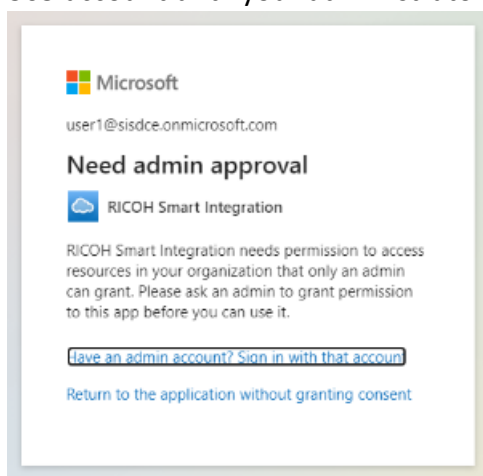 Microsoft
user1@sisdce.onmicrosoft.com
Need admin approval
RICOH Smart Integration
RICOH Smart Integration needs permission to access
resources in your organization that only an admin
can grant. Please ask an admin to grant permission
to this app before you can use it.
Have an admin account? Sign in with that account
Return to the application without granting consent